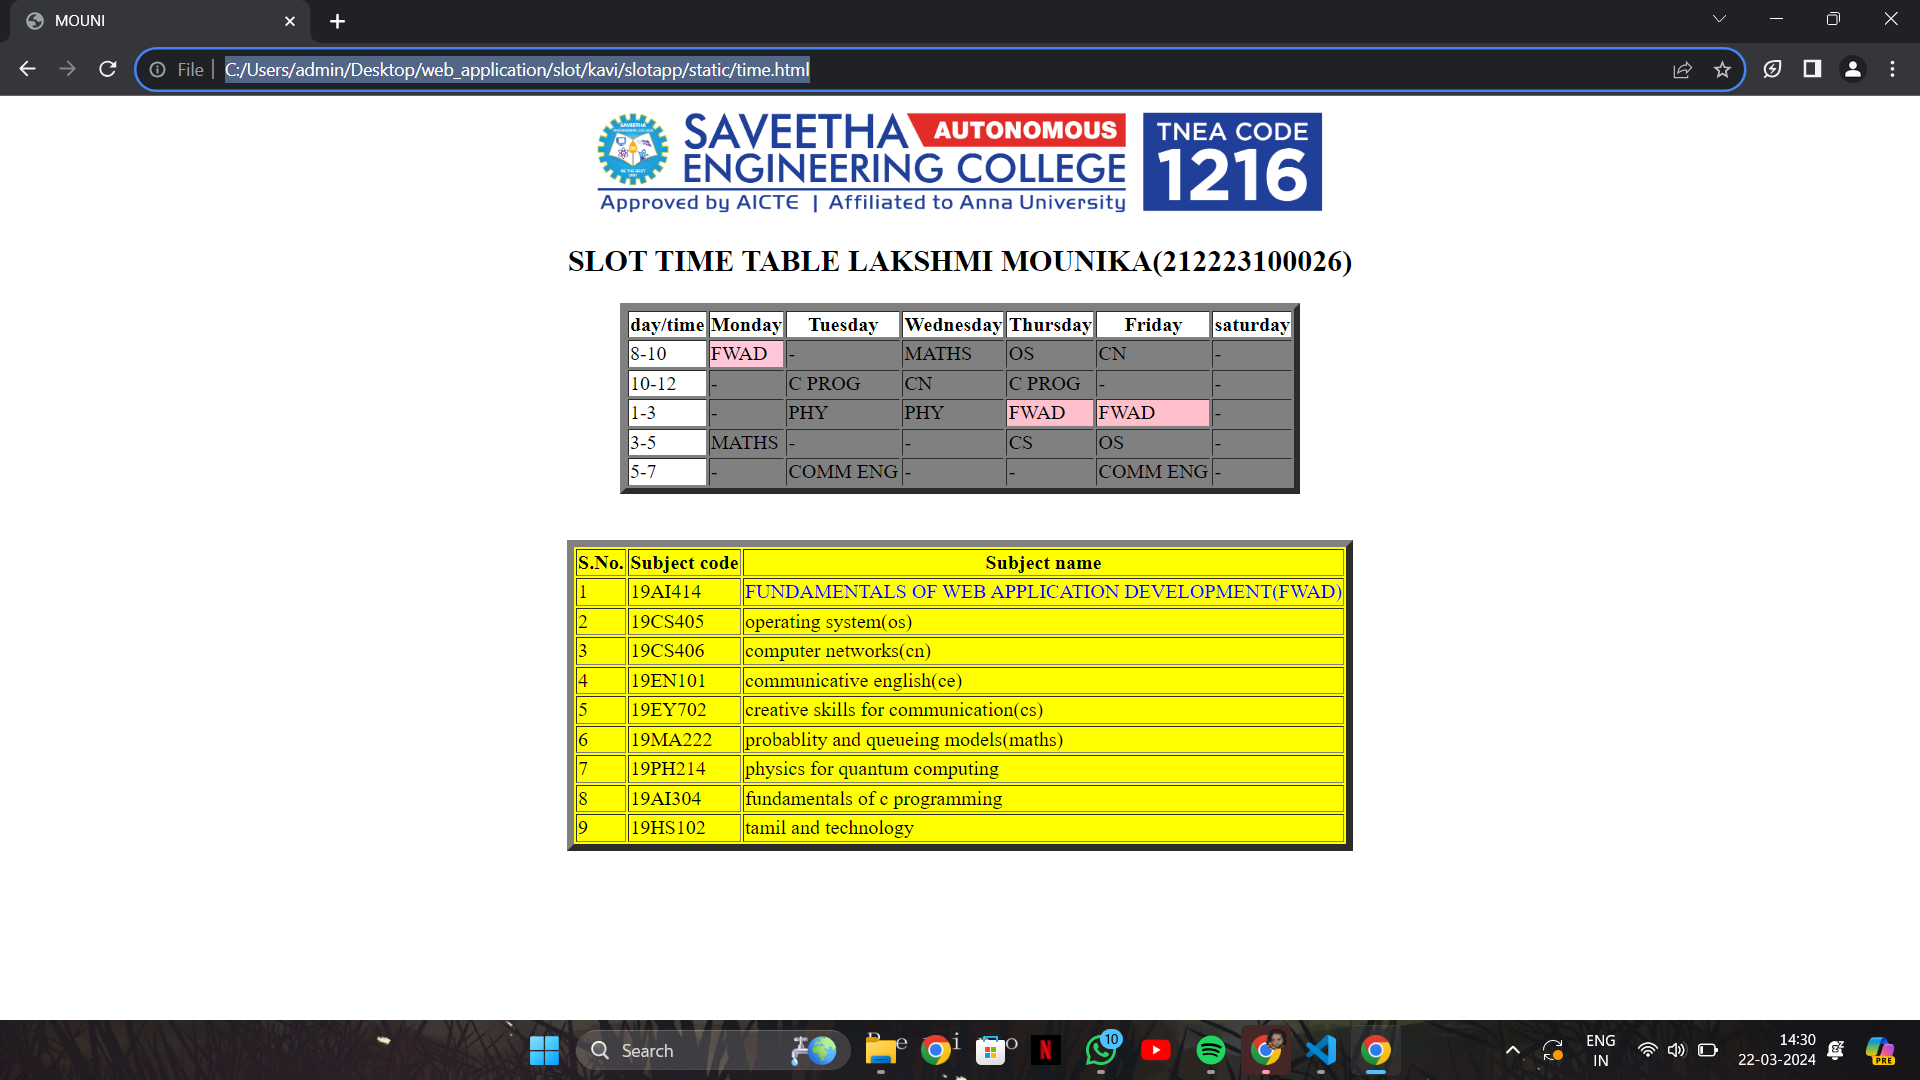 MOUNI
File
C:/Users/admin/Desktop/web_application/slot/kavi/slotapp/static/time.html
SAVEETHA AUTONOMOUS
ENGINEERING COLLEGE
Approved by AICTE | Affiliated to Anna University
TNEA CODE
1216
SLOT TIME TABLE LAKSHMI MOUNIKA(212223100026)
day/time Monday Tuesday Wednesday Thursday Friday saturday
8-10 FWAD - MATHS OS CN -
10-12 - C PROG CN C PROG - -
1-3 - PHY PHY FWAD FWAD -
3-5 MATHS - - CS OS -
5-7 - COMM ENG - - COMM ENG -
S.No. Subject code Subject name
1 19AI414 FUNDAMENTALS OF WEB APPLICATION DEVELOPMENT(FWAD)
2 19CS405 operating system(os)
3 19CS406 computer networks(cn)
4 19EN101 communicative english(ce)
5 19EY702 creative skills for communication(cs)
6 19MA222 probablity and queueing models(maths)
7 19PH214 physics for quantum computing
8 19AI304 fundamentals of c programming
9 19HS102 tamil and technology
Search
10
ENG
IN
14:30
22-03-2024
PRE